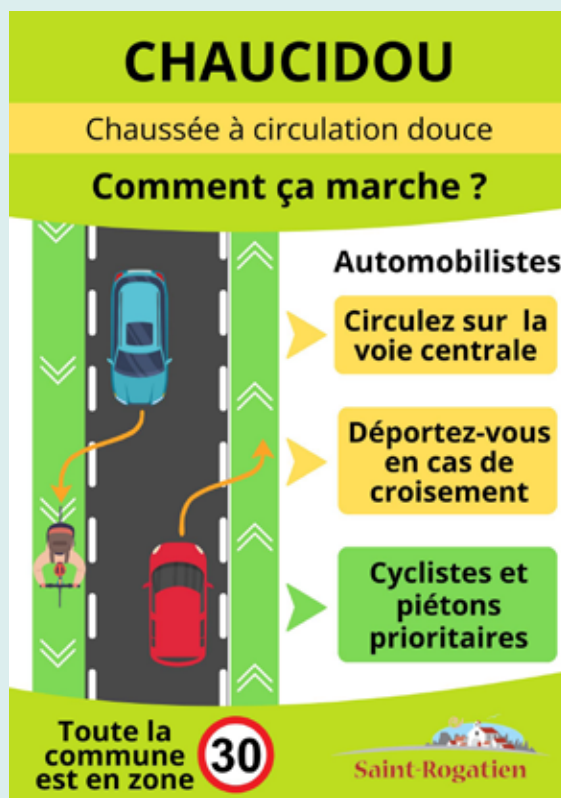 CHAUCIDOU
Chaussée à circulation douce
Comment ça marche ?
Automobilistes
Circulez sur la
voie centrale
Déportez-vous
en cas de
croisement
Cyclistes et
piétons
prioritaires
Toute la
commune
est en zone
30
Saint-Rogatien